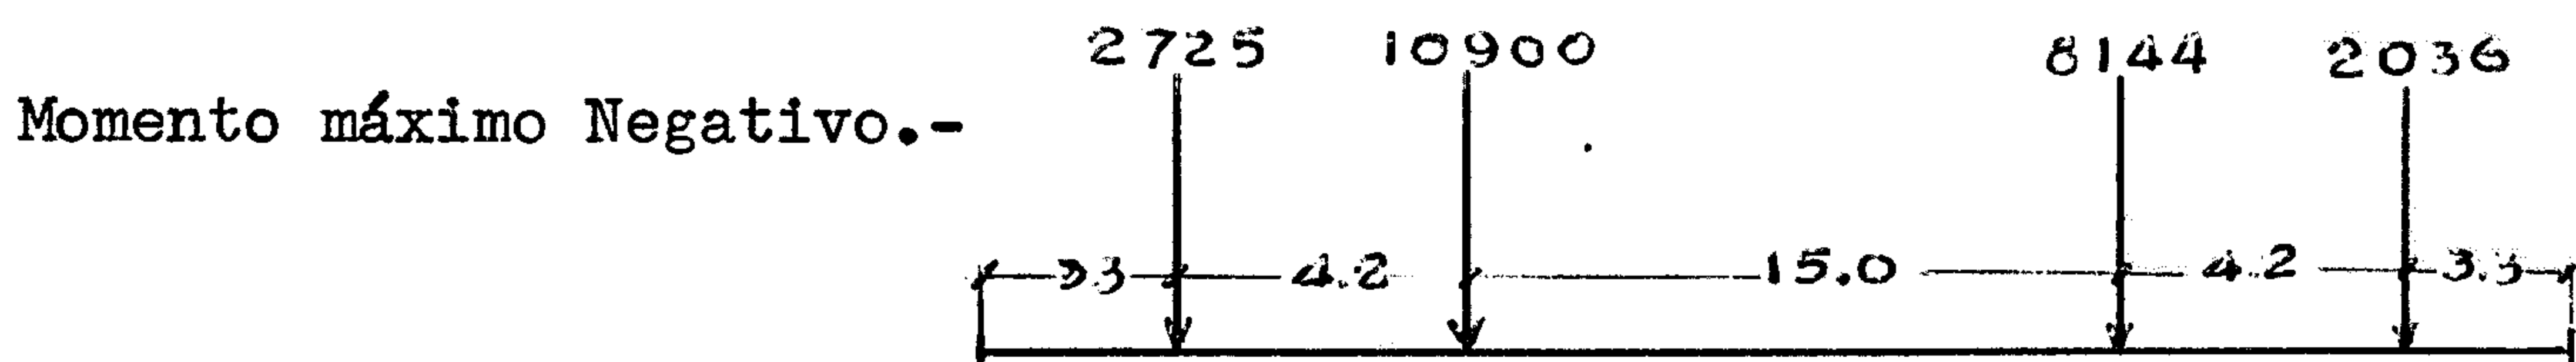 2725 10900 8144 2036
Momento máximo Negativo.-
3.3 4.2 15.0 4.2 3.3